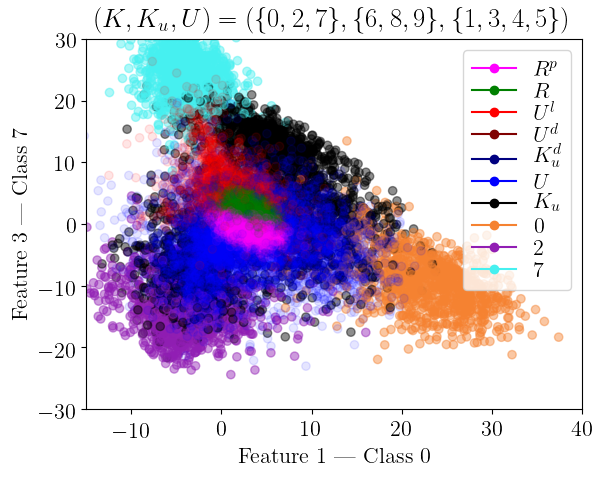 (K, K_u, U) = ({0, 2, 7}, {6, 8, 9}, {1, 3, 4, 5})
30
20
10
0
−10
−20
−30
−10
0
10
20
30
40
Feature 3 — Class 7
Feature 1 — Class 0
R^p
R
U^l
U^d
K_u^d
U
K_u
0
2
7